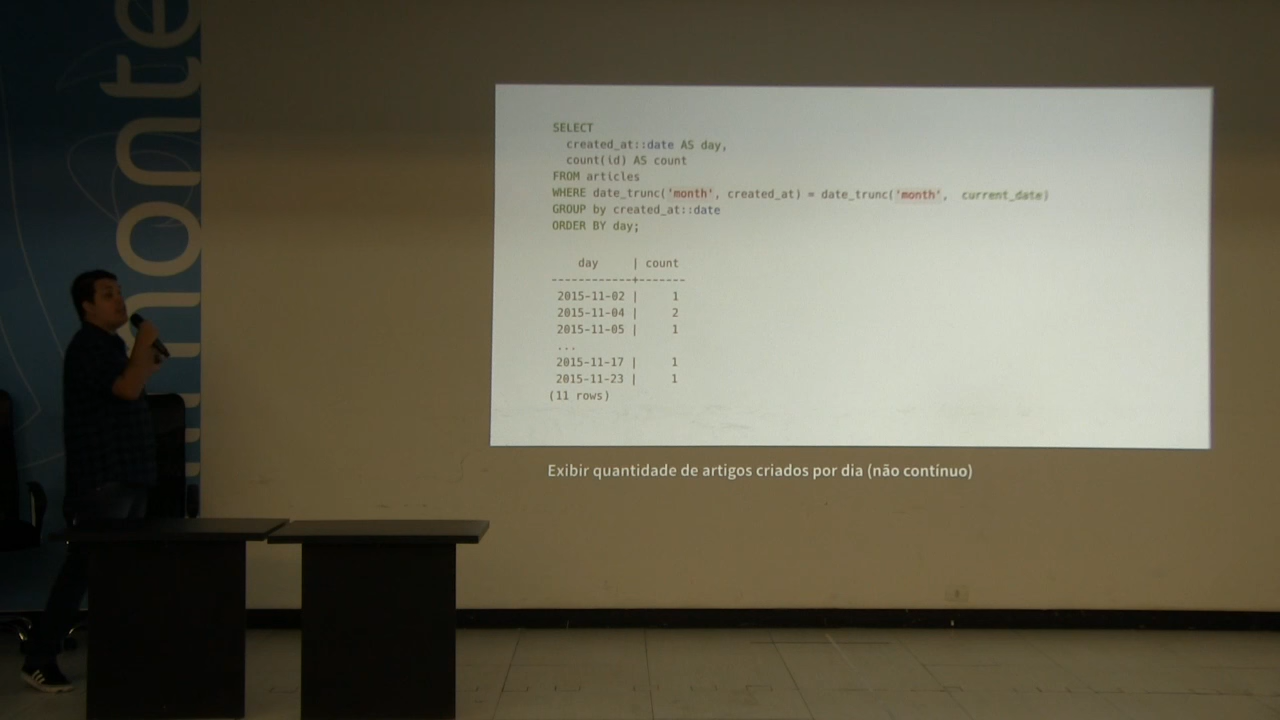 monte
SELECT
created_at::date AS day,
count(id) AS count
FROM articles
WHERE date_trunc('month', created_at) = date_trunc('month', current_date)
GROUP by created_at::date
ORDER BY day;
day | count
------------+-------
2015-11-02 | 1
2015-11-04 | 2
2015-11-05 | 1
...
2015-11-17 | 1
2015-11-23 | 1
(11 rows)
Exibir quantidade de artigos criados por dia (não contínuo)